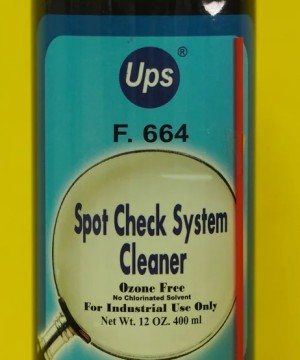 Ups®
F. 664
Spot Check System
Cleaner
Ozone Free
No Chlorinated Solvent
For Industrial Use Only
Net Wt. 12 OZ. 400 ml